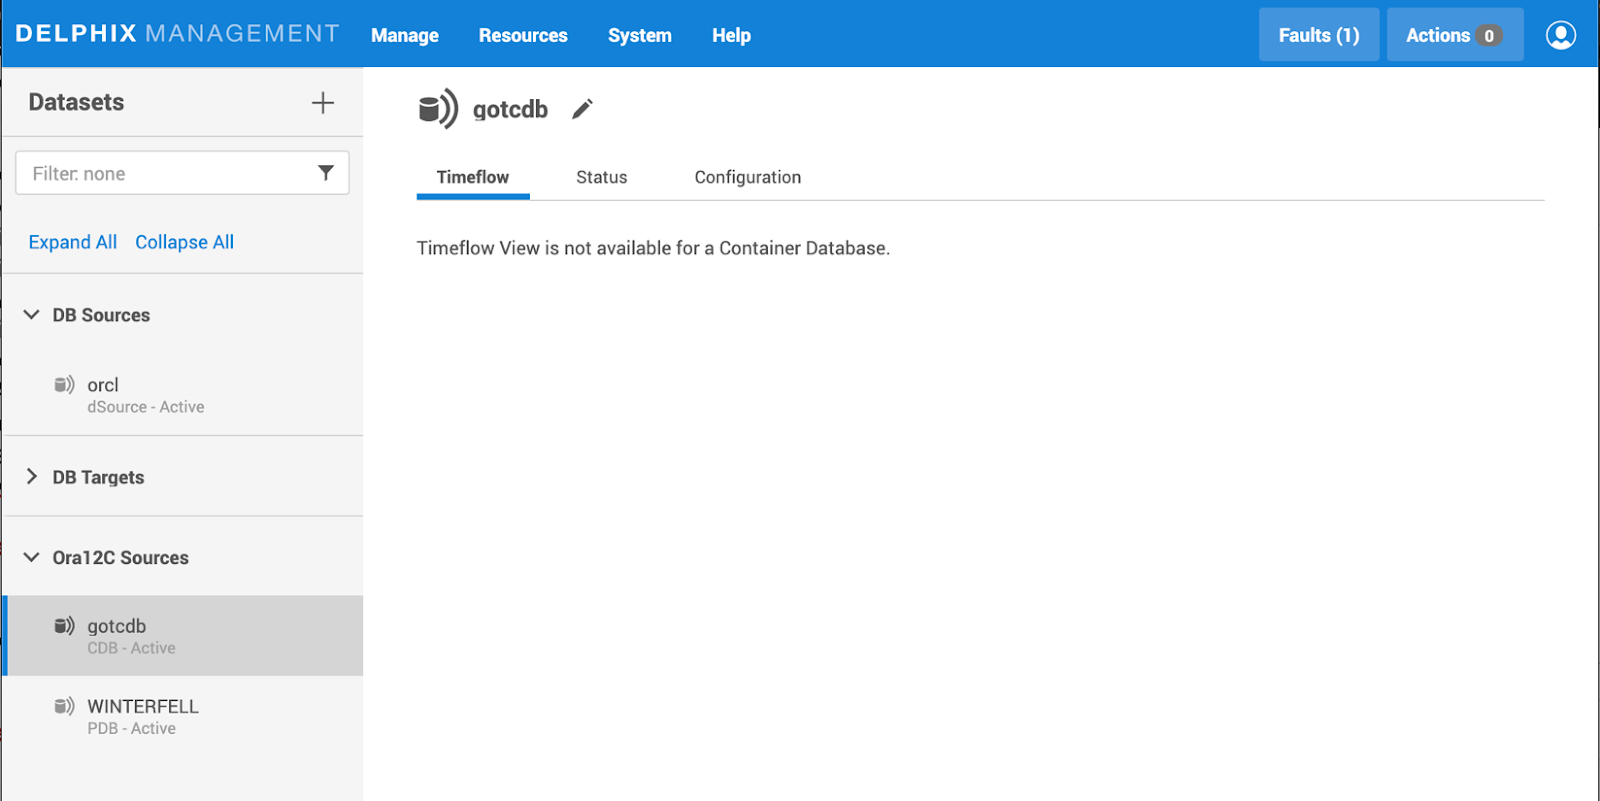 DELPHIX MANAGEMENT Manage Resources System Help Faults (1) Actions 0
Datasets
Filter: none
Expand All Collapse All
DB Sources
orcl
dSource - Active
DB Targets
Ora12C Sources
gotcdb
CDB - Active
WINTERFELL
PDB - Active
gotcdb
Timeflow Status Configuration
Timeflow View is not available for a Container Database.